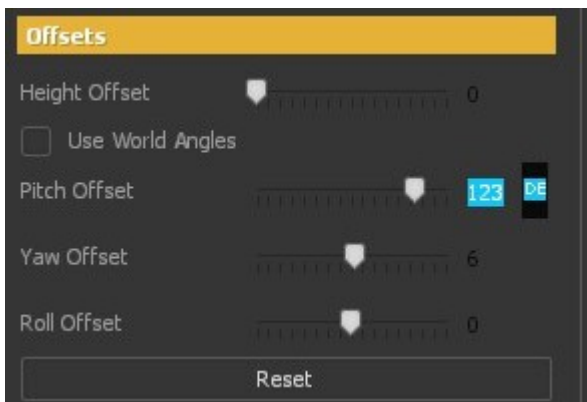 Offsets
Height Offset 0
Use World Angles
Pitch Offset 123 DE
Yaw Offset 6
Roll Offset 0
Reset